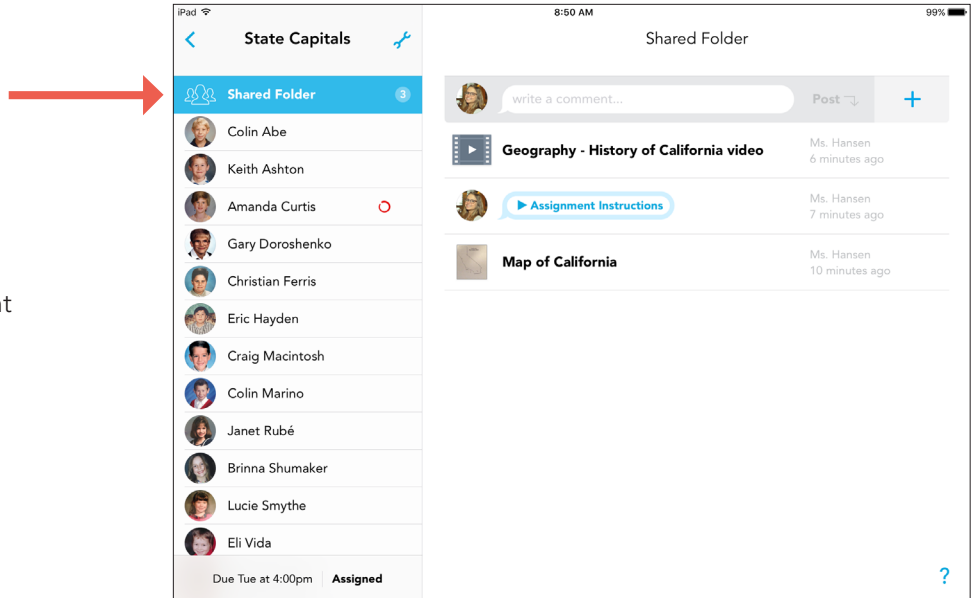 iPad
8:50 AM
99%
State Capitals
Shared Folder
Shared Folder
3
write a comment...
Post
+
Colin Abe
Geography - History of California video
Ms. Hansen
6 minutes ago
Keith Ashton
Amanda Curtis
Assignment Instructions
Ms. Hansen
7 minutes ago
Gary Doroshenko
Map of California
Ms. Hansen
10 minutes ago
Christian Ferris
Eric Hayden
Craig Macintosh
Colin Marino
Janet Rubé
Brinna Shumaker
Lucie Smythe
Eli Vida
Due Tue at 4:00pm
Assigned
?